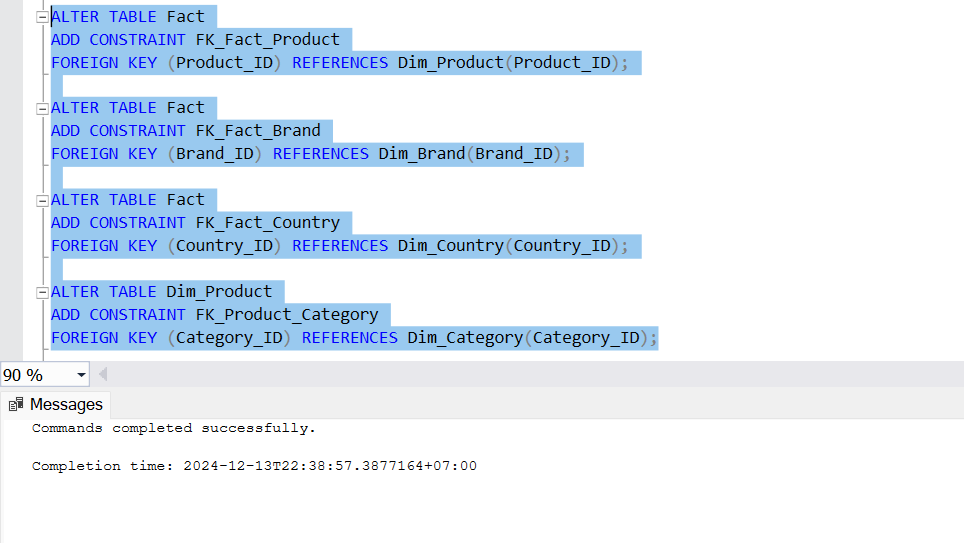 ALTER TABLE Fact
ADD CONSTRAINT FK_Fact_Product
FOREIGN KEY (Product_ID) REFERENCES Dim_Product(Product_ID);
ALTER TABLE Fact
ADD CONSTRAINT FK_Fact_Brand
FOREIGN KEY (Brand_ID) REFERENCES Dim_Brand(Brand_ID);
ALTER TABLE Fact
ADD CONSTRAINT FK_Fact_Country
FOREIGN KEY (Country_ID) REFERENCES Dim_Country(Country_ID);
ALTER TABLE Dim_Product
ADD CONSTRAINT FK_Product_Category
FOREIGN KEY (Category_ID) REFERENCES Dim_Category(Category_ID);
90 %
Messages
Commands completed successfully.
Completion time: 2024-12-13T22:38:57.3877164+07:00